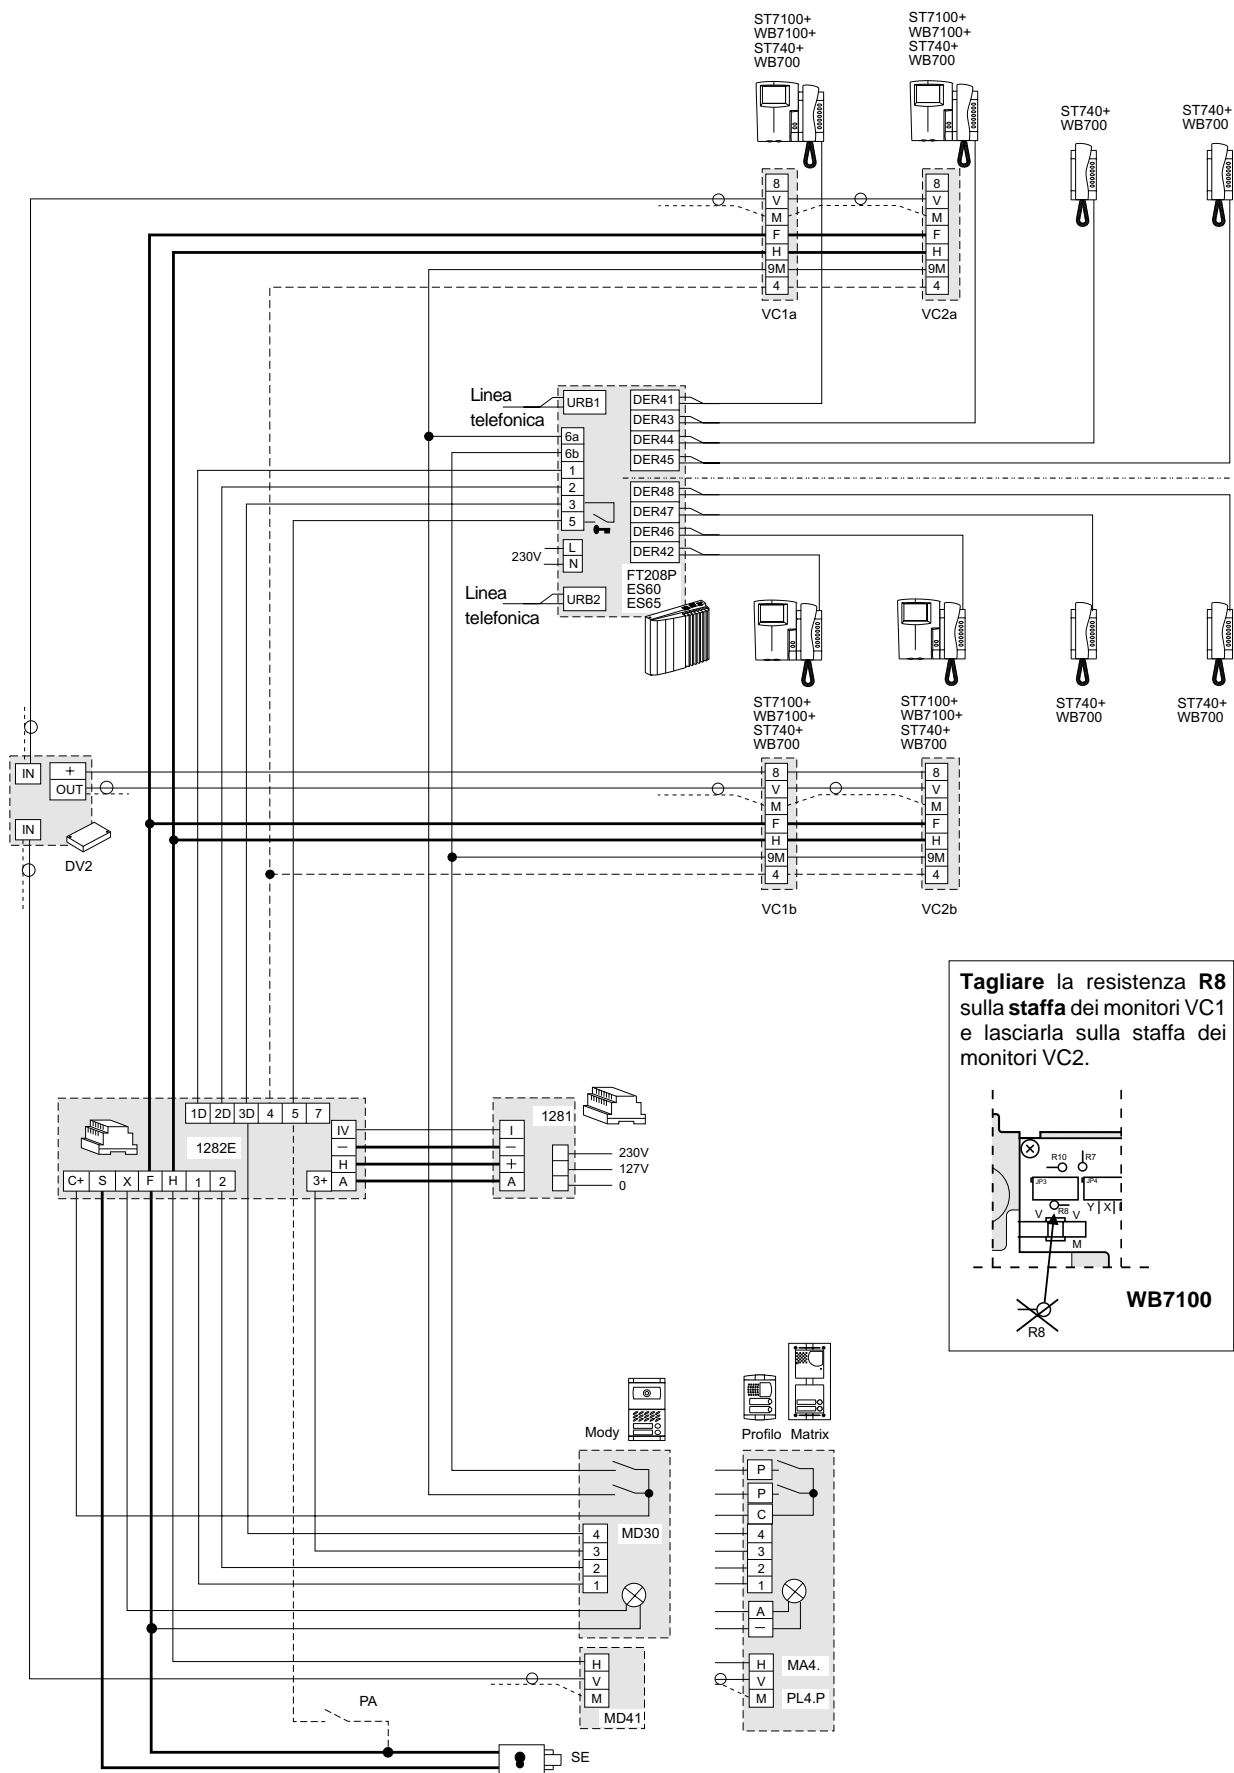 ST7100+
WB7100+
ST740+
WB700
ST7100+
WB7100+
ST740+
WB700
ST740+
WB700
ST740+
WB700
8
V
M
F
H
9M
4
VC1a
8
V
M
F
H
9M
4
VC2a
Linea
telefonica
URB1
6a
6b
1
2
3
5
230V
L
N
Linea
telefonica
URB2
DER41
DER43
DER44
DER45
DER48
DER47
DER46
DER42
FT208P
ES60
ES65
ST7100+
WB7100+
ST740+
WB700
ST7100+
WB7100+
ST740+
WB700
ST740+
WB700
ST740+
WB700
IN
+
OUT
IN
DV2
8
V
M
F
H
9M
4
VC1b
8
V
M
F
H
9M
4
VC2b
Tagliare la resistenza R8
sulla staffa dei monitori VC1
e lasciarla sulla staffa dei
monitori VC2.
R10
R7
JP3
JP4
R8
Y X
V
V
M
WB7100
R8
1D 2D 3D 4 5 7
1282E
IV
–
H
3+ A
C+ S X F H 1 2
1281
I
–
+
A
230V
127V
0
Mody
Profilo Matrix
MD30
4
3
2
1
P
P
C
4
3
2
1
A
–
H
V
M
MD41
H
V
M
MA4.
PL4.P
PA
SE